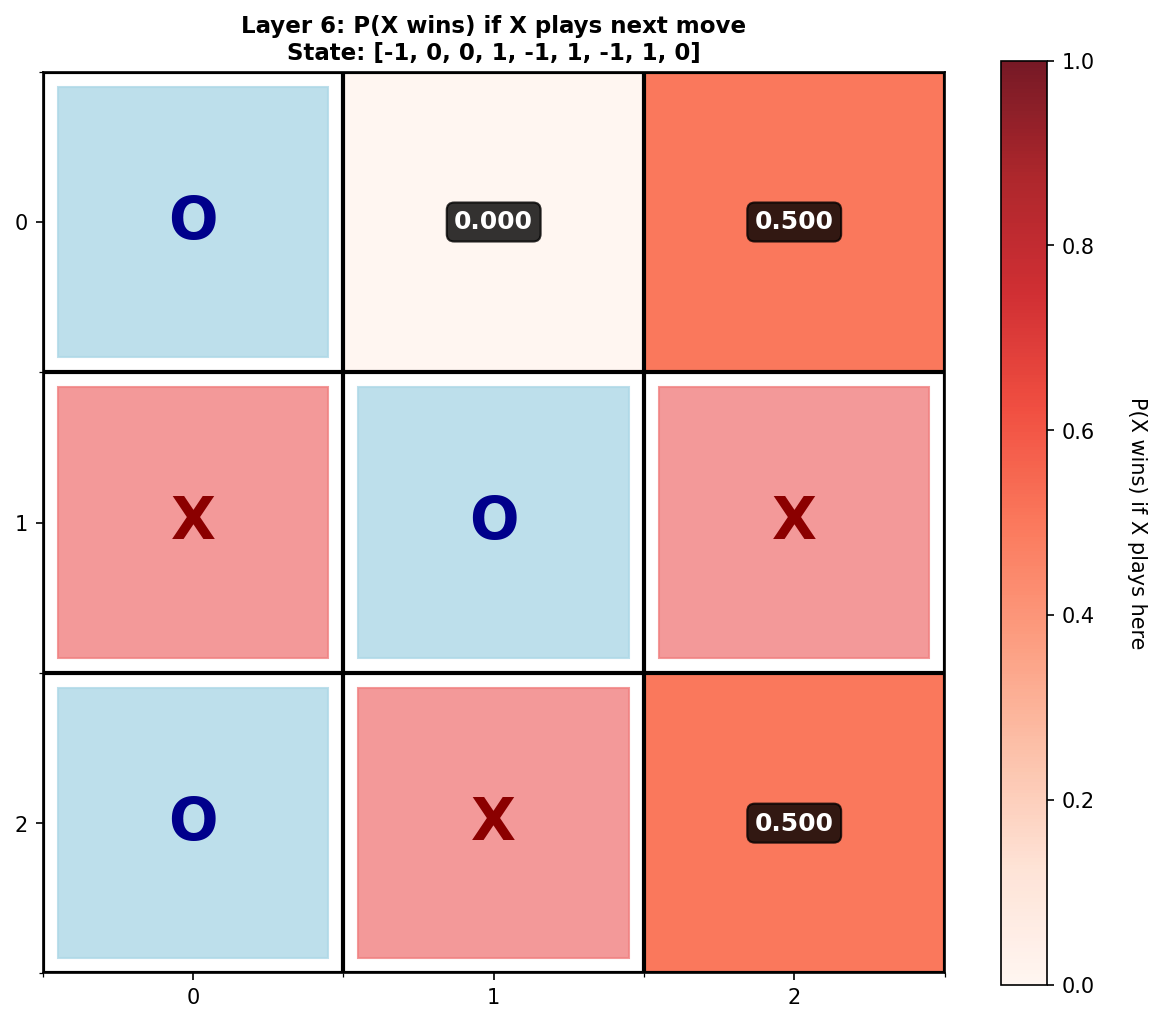 Layer 6: P(X wins) if X plays next move
State: [-1, 0, 0, 1, -1, 1, -1, 1, 0]
0 O 0.000 0.500
1 X O X
2 O X 0.500
0 1 2
1.0
0.8
0.6
0.4
0.2
0.0
P(X wins) if X plays here